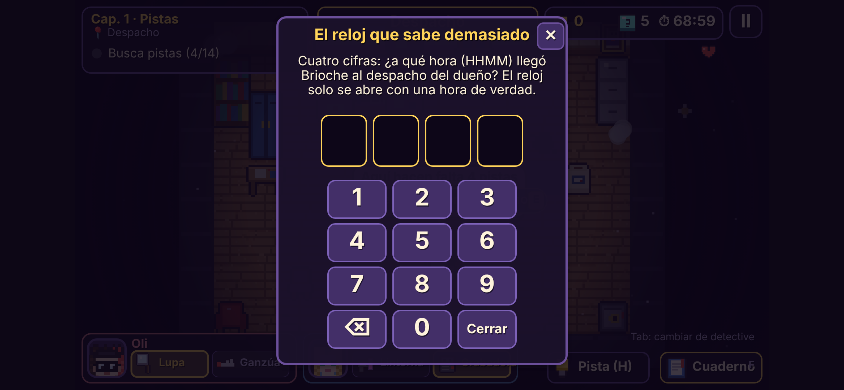 Cap. 1 · Pistas
Despacho
Busca pistas (4/14)
0
5
68:59
El reloj que sabe demasiado
Cuatro cifras: ¿a qué hora (HHMM) llegó
Brioche al despacho del dueño? El reloj
solo se abre con una hora de verdad.
1 2 3
4 5 6
7 8 9
0 Cerrar
Tab: cambiar de detective
Oli
Lupa
Ganzúa
Pista (H)